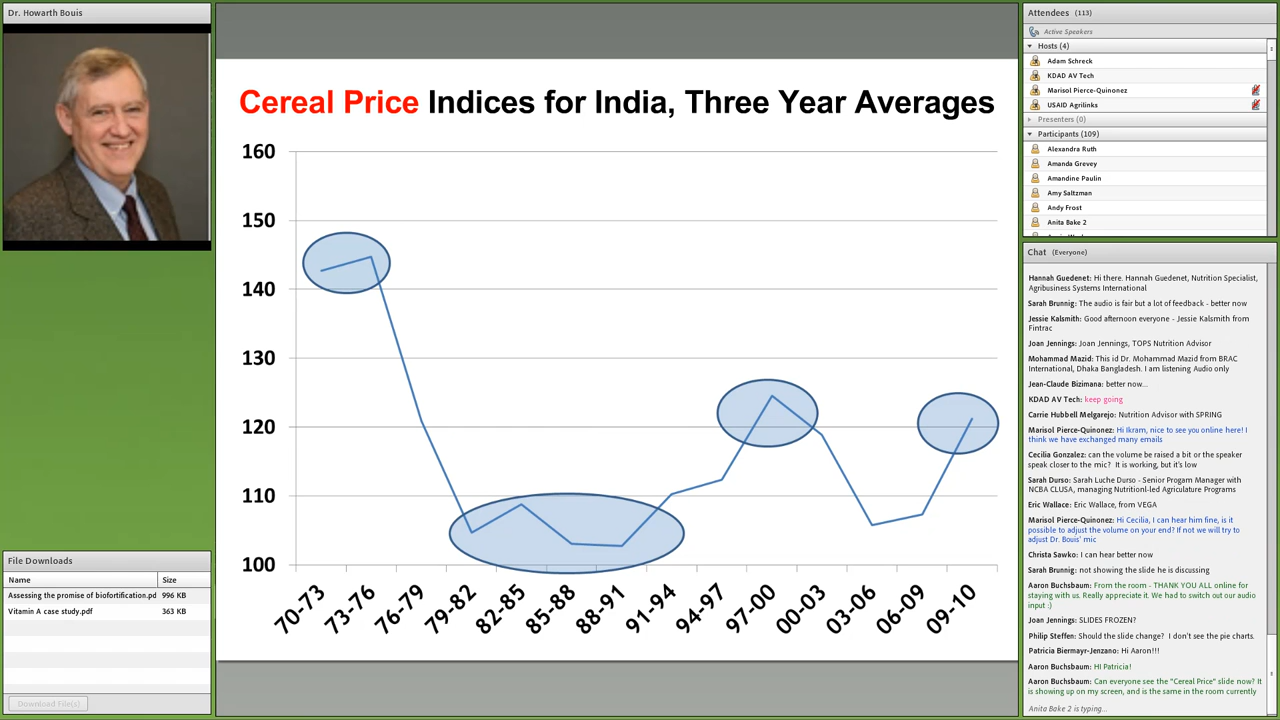 Dr. Howarth Bouis
Cereal Price Indices for India, Three Year Averages
160
150
140
130
120
110
100
70-73
73-76
76-79
79-82
82-85
85-88
88-91
91-94
94-97
97-00
00-03
03-06
06-09
09-10
File Downloads
Name Size
Assessing the promise of biofortification.pd 996 KB
Vitamin A case study.pdf 363 KB
Download File(s)
Attendees (113)
Active Speakers
Hosts (4)
Adam Schreck
KDAD AV Tech
Marisol Pierce-Quinonez
USAID Agrilinks
Presenters (0)
Participants (109)
Alexandra Ruth
Amanda Grevey
Amandine Paulin
Amy Saltzman
Andy Frost
Anita Bake 2
Chat (Everyone)
Hannah Guedenet: Hi there. Hannah Guedenet, Nutrition Specialist,
Agribusiness Systems International
Sarah Brunnig: The audio is fair but a lot of feedback - better now
Jessie Kalsmith: Good afternoon everyone - Jessie Kalsmith from
Fintrac
Joan Jennings: Joan Jennings, TOPS Nutrition Advisor
Mohammad Mazid: This id Dr. Mohammad Mazid from BRAC
International, Dhaka Bangladesh. I am listening Audio only
Jean-Claude Bizimana: better now...
KDAD AV Tech: keep going
Carrie Hubbell Melgarejo: Nutrition Advisor with SPRING
Marisol Pierce-Quinonez: Hi Ikram, nice to see you online here! I
think we have exchanged many emails
Cecilia Gonzalez: can the volume be raised a bit or the speaker
speak closer to the mic? It is working, but it's low
Sarah Durso: Sarah Luche Durso - Senior Progam Manager with
NCBA CLUSA, managing Nutritionl-led Agriculature Programs
Eric Wallace: Eric Wallace, from VEGA
Marisol Pierce-Quinonez: Hi Cecilia, I can hear him fine, is it
possible to adjust the volume on your end? If not we will try to
adjust Dr. Bouis' mic
Christa Sawko: I can hear better now
Sarah Brunnig: not showing the slide he is discussing
Aaron Buchsbaum: From the room - THANK YOU ALL online for
staying with us. Really appreciate it. We had to switch out our audio
input :)
Joan Jennings: SLIDES FROZEN?
Philip Steffen: Should the slide change? I don't see the pie charts.
Patricia Biermayr-Jenzano: Hi Aaron!!!
Aaron Buchsbaum: HI Patricia!
Aaron Buchsbaum: Can everyone see the "Cereal Price" slide now? It
is showing up on my screen, and is the same in the room currently
Anita Bake 2 is typing...